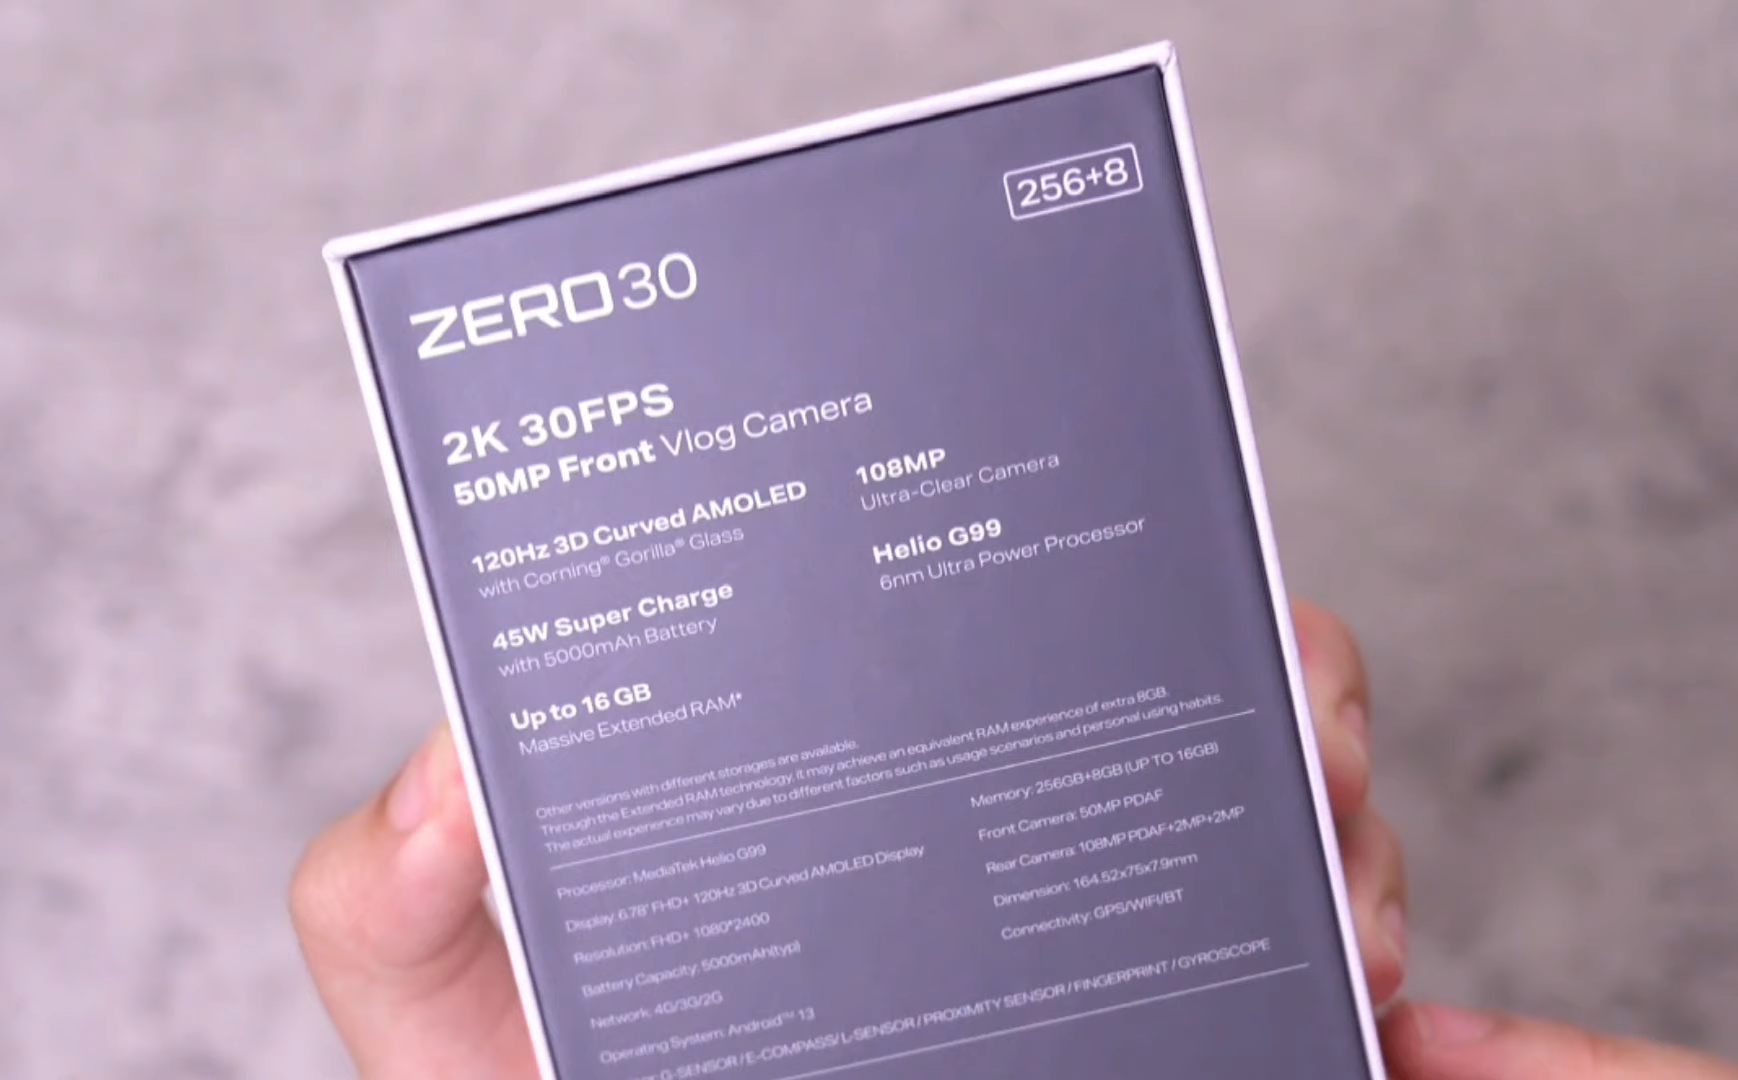 256+8
ZERO 30
2K 30FPS
50MP Front Vlog Camera
120Hz 3D Curved AMOLED
with Corning® Gorilla® Glass
45W Super Charge
with 5000mAh Battery
Up to 16 GB
Massive Extended RAM*
108MP
Ultra-Clear Camera
Helio G99
6nm Ultra Power Processor
Other versions with different storages are available.
Through the Extended RAM technology, it may achieve an equivalent RAM experience of extra 8GB.
The actual experience may vary due to different factors such as usage scenarios and personal using habits.
Processor: MediaTek Helio G99
Display: 6.78" FHD+ 120Hz 3D Curved AMOLED Display
Resolution: FHD+ 1080*2400
Battery Capacity: 5000mAh(typ)
Network: 4G/3G/2G
Operating System: Android™ 13
Memory: 256GB+8GB (UP TO 16GB)
Front Camera: 50MP PDAF
Rear Camera: 108MP PDAF+2MP+2MP
Dimension: 164.52x75x7.9mm
Connectivity: GPS/WIFI/BT
G-SENSOR / E-COMPASS/ L-SENSOR / PROXIMITY SENSOR / FINGERPRINT / GYROSCOPE